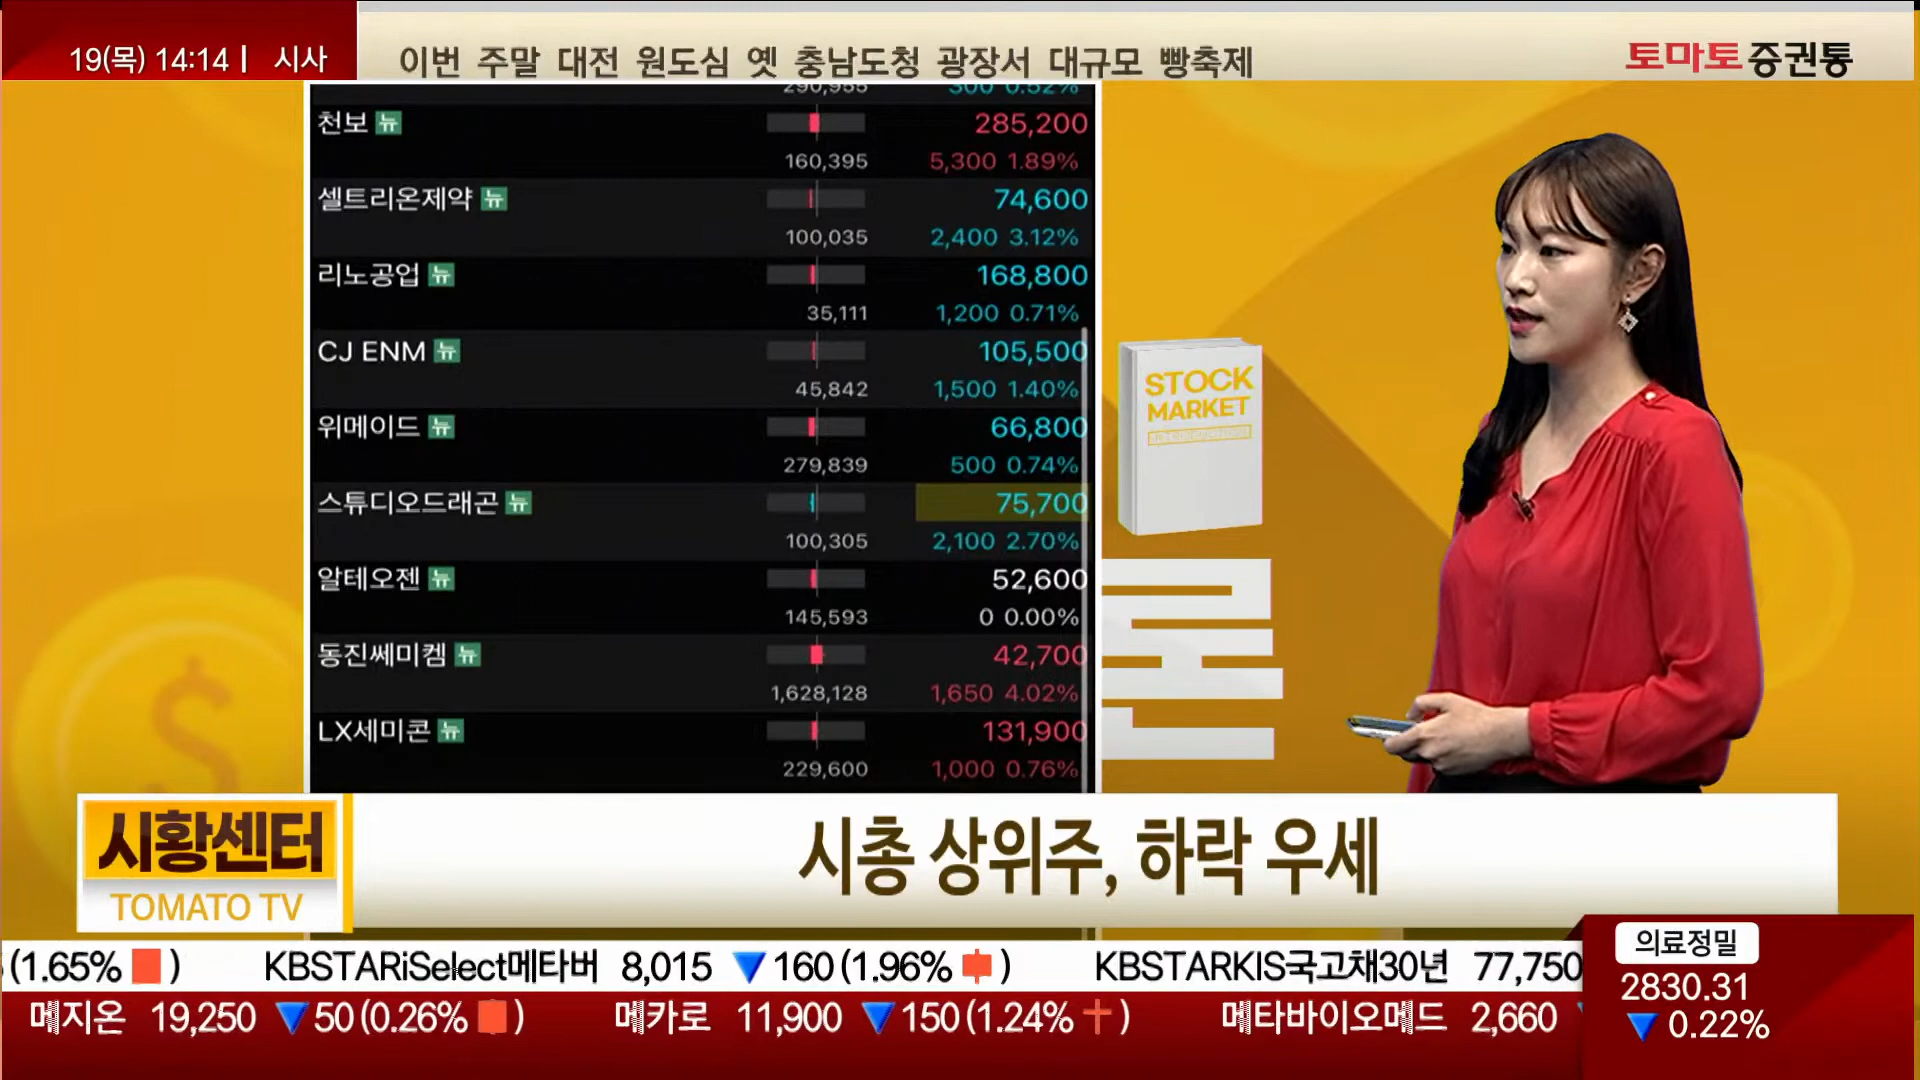 19(목) 14:14 | 시사
이번 주말 대전 원도심 옛 충남도청 광장서 대규모 빵축제
토마토증권통
290,955 300 0.52%
천보 뉴 285,200
160,395 5,300 1.89%
셀트리온제약 뉴 74,600
100,035 2,400 3.12%
리노공업 뉴 168,800
35,111 1,200 0.71%
CJ ENM 뉴 105,500
45,842 1,500 1.40%
위메이드 뉴 66,800
279,839 500 0.74%
스튜디오드래곤 뉴 75,700
100,305 2,100 2.70%
알테오젠 뉴 52,600
145,593 0 0.00%
동진쎄미켐 뉴 42,700
1,628,128 1,650 4.02%
LX세미콘 뉴 131,900
229,600 1,000 0.76%
STOCK
MARKET
론
시황센터
TOMATO TV
시총 상위주, 하락 우세
(1.65% ) KBSTARiSelect메타버 8,015 ▼160 (1.96% ) KBSTARKIS국고채30년 77,750
메지온 19,250 ▼50 (0.26% ) 메카로 11,900 ▼150 (1.24% ) 메타바이오메드 2,660
의료정밀
2830.31
▼ 0.22%